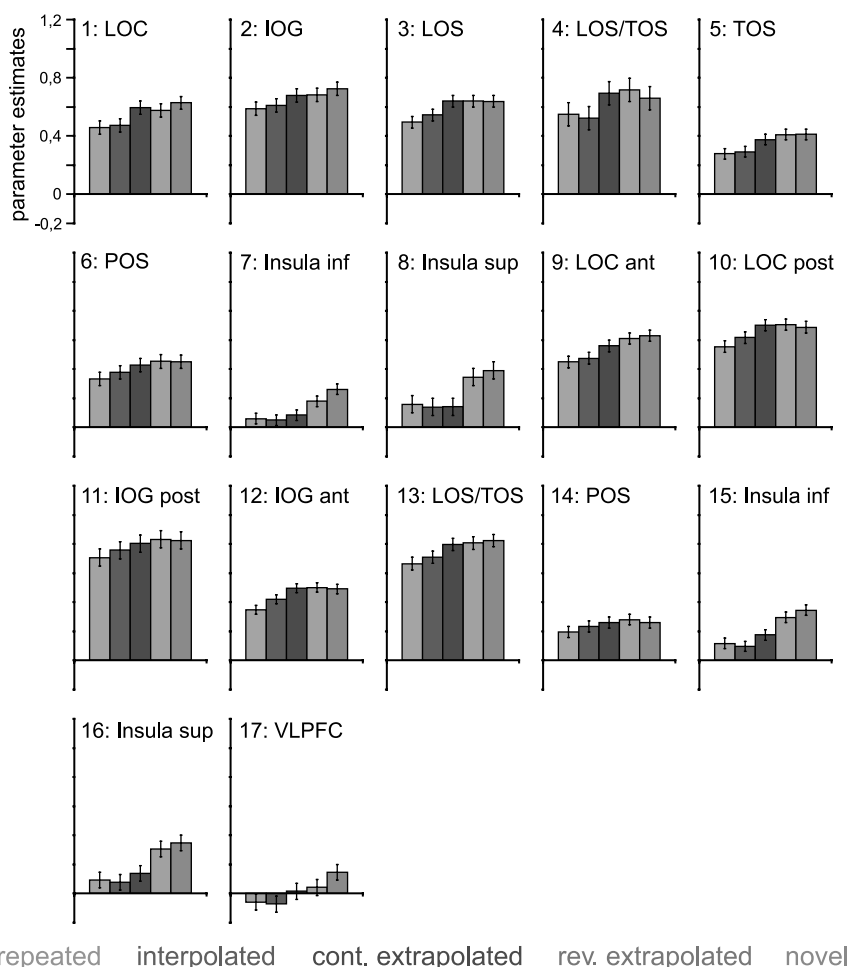 parameter estimates
1,2
0,8
0,4
0
-0,2
1: LOC
2: IOG
3: LOS
4: LOS/TOS
5: TOS
6: POS
7: Insula inf
8: Insula sup
9: LOC ant
10: LOC post
11: IOG post
12: IOG ant
13: LOS/TOS
14: POS
15: Insula inf
16: Insula sup
17: VLPFC
repeated interpolated cont. extrapolated rev. extrapolated novel